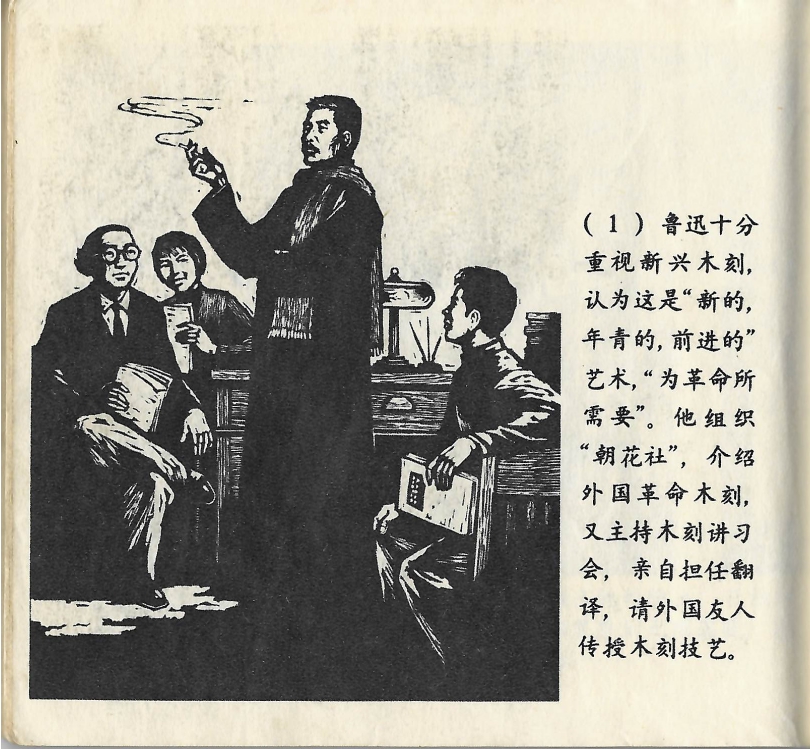 （1）鲁迅十分
重视新兴木刻，
认为这是“新的，
年青的，前进的”
艺术，“为革命所
需要”。他组织
“朝花社”，介绍
外国革命木刻，
又主持木刻讲习
会，亲自担任翻
译，请外国友人
传授木刻技艺。